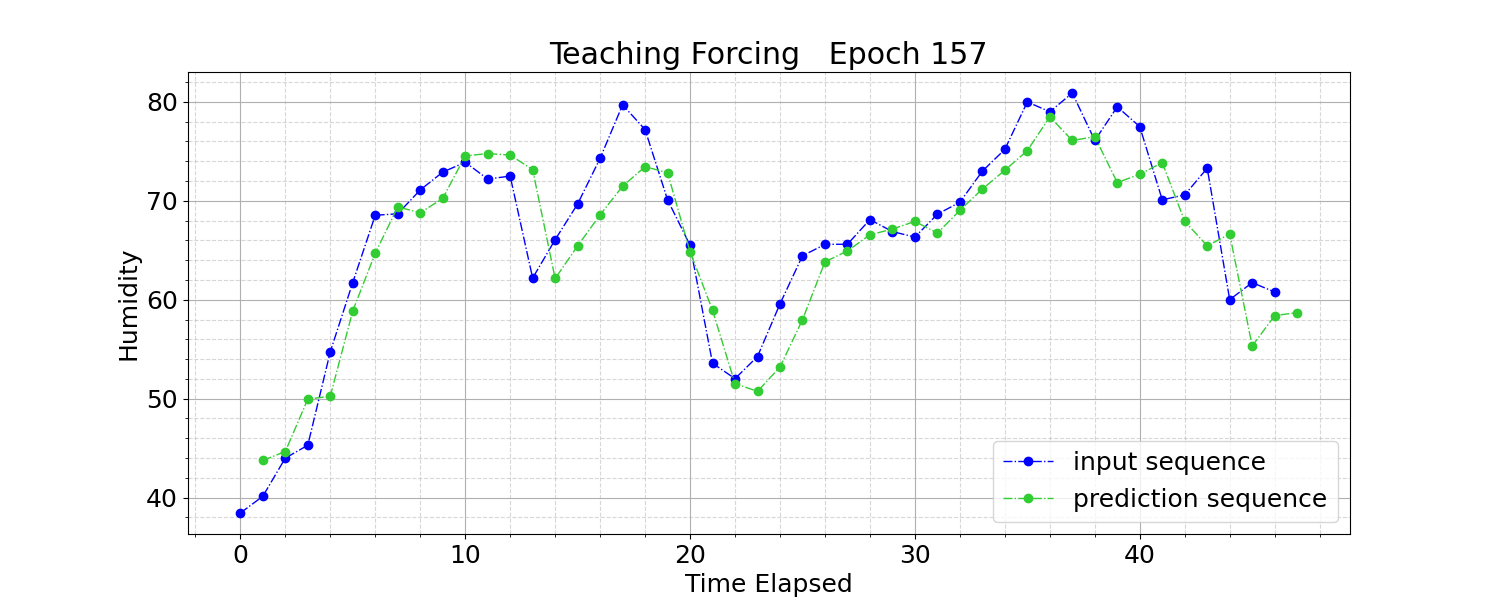 Teaching Forcing   Epoch 157
80
70
60
50
40
Humidity
0 10 20 30 40
Time Elapsed
input sequence
prediction sequence